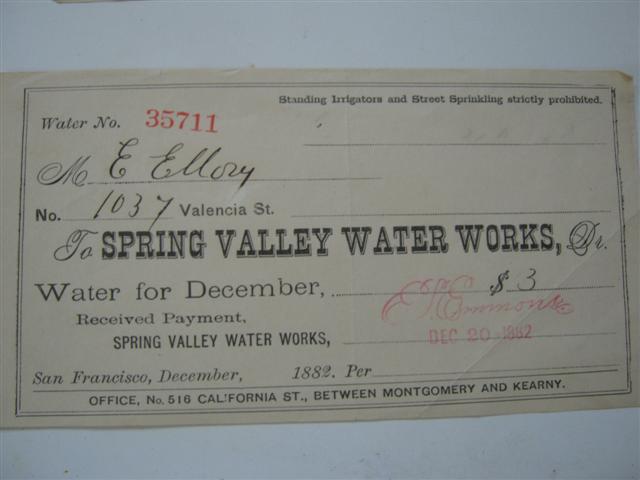 Standing Irrigators and Street Sprinkling strictly prohibited.
Water No. 35711
M E Ellory
No. 1037 Valencia St.
To SPRING VALLEY WATER WORKS, Dr.
Water for December, $3
Received Payment, Emmons
DEC 20 1882
SPRING VALLEY WATER WORKS,
San Francisco, December, 1882. Per
OFFICE, No. 516 CALIFORNIA ST., BETWEEN MONTGOMERY AND KEARNY.